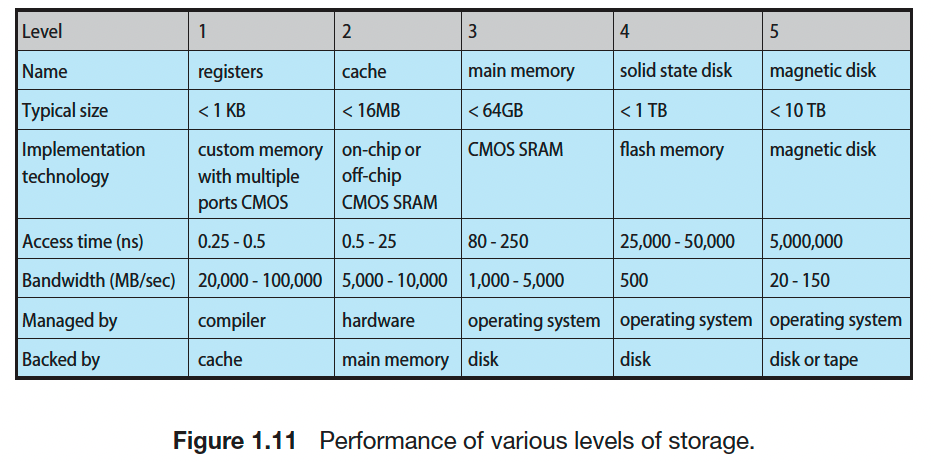 Level 1 2 3 4 5
Name registers cache main memory solid state disk magnetic disk
Typical size < 1 KB < 16MB < 64GB < 1 TB < 10 TB
Implementation technology custom memory with multiple ports CMOS on-chip or off-chip CMOS SRAM CMOS SRAM flash memory magnetic disk
Access time (ns) 0.25 - 0.5 0.5 - 25 80 - 250 25,000 - 50,000 5,000,000
Bandwidth (MB/sec) 20,000 - 100,000 5,000 - 10,000 1,000 - 5,000 500 20 - 150
Managed by compiler hardware operating system operating system operating system
Backed by cache main memory disk disk disk or tape
Figure 1.11 Performance of various levels of storage.